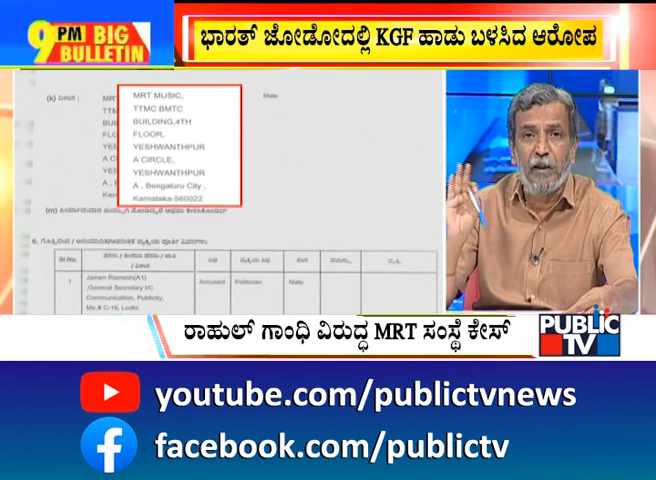 9 PM BIG
BULLETIN
ಭಾರತ್ ಜೋಡೋದಲ್ಲಿ KGF ಹಾಡು ಬಳಸಿದ ಆರೋಪ
(k) ವಿಳಾಸ :
MRT MUSIC,
TTMC BMTC
BUILDING,4TH
FLOOR,
YESHWANTHPUR
A CIRCLE,
YESHWANTHPUR
A , Bengaluru City ,
Karnataka-560022
Male
Sl.No.
1
Jairam Ramesh(A1)
/General Secretary I/C
Communication, Publicity,
Accused
Politician
Male
ರಾಹುಲ್ ಗಾಂಧಿ ವಿರುದ್ಧ MRT ಸಂಸ್ಥೆ ಕೇಸ್
PUBLIC
TV
youtube.com/publictvnews
facebook.com/publictv